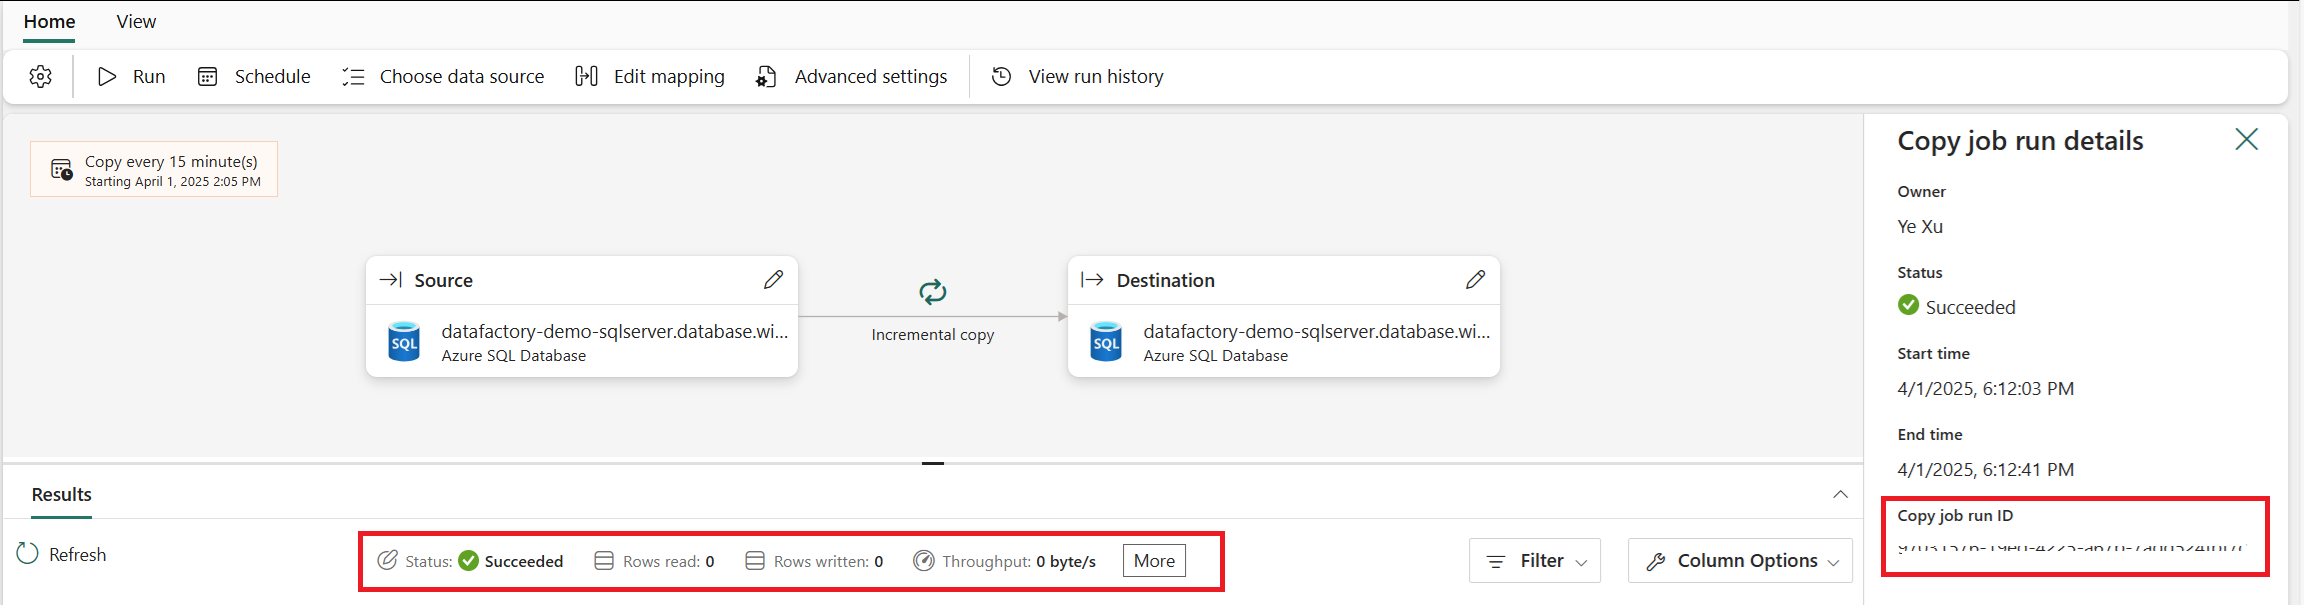 Home View
Run Schedule Choose data source Edit mapping Advanced settings View run history
Copy every 15 minute(s)
Starting April 1, 2025 2:05 PM
Source
datafactory-demo-sqlserver.database.wi...
SQL
Azure SQL Database
Incremental copy
Destination
datafactory-demo-sqlserver.database.wi...
SQL
Azure SQL Database
Results
Refresh
Status: Succeeded Rows read: 0 Rows written: 0 Throughput: 0 byte/s More
Filter Column Options
Copy job run details
Owner
Ye Xu
Status
Succeeded
Start time
4/1/2025, 6:12:03 PM
End time
4/1/2025, 6:12:41 PM
Copy job run ID